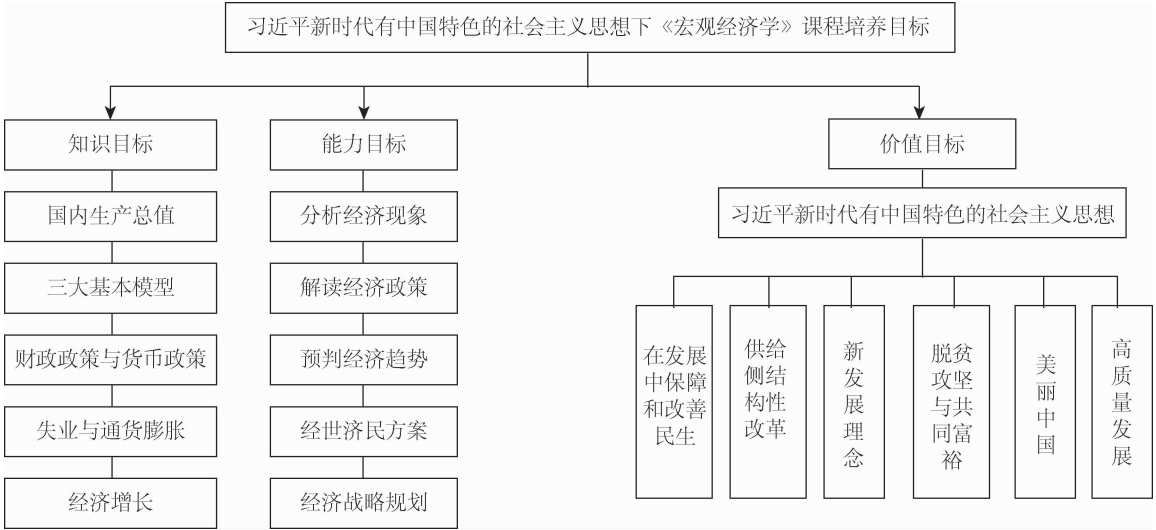 习近平新时代有中国特色的社会主义思想下《宏观经济学》课程培养目标
知识目标
国内生产总值
三大基本模型
财政政策与货币政策
失业与通货膨胀
经济增长
能力目标
分析经济现象
解读经济政策
预判经济趋势
经世济民方案
经济战略规划
价值目标
习近平新时代有中国特色的社会主义思想
在发展
中保障
和改善
民生
供给
侧结
构性
改革
新
发
展
理
念
脱贫
攻坚
与共
同富
裕
美
丽
中
国
高
质
量
发
展